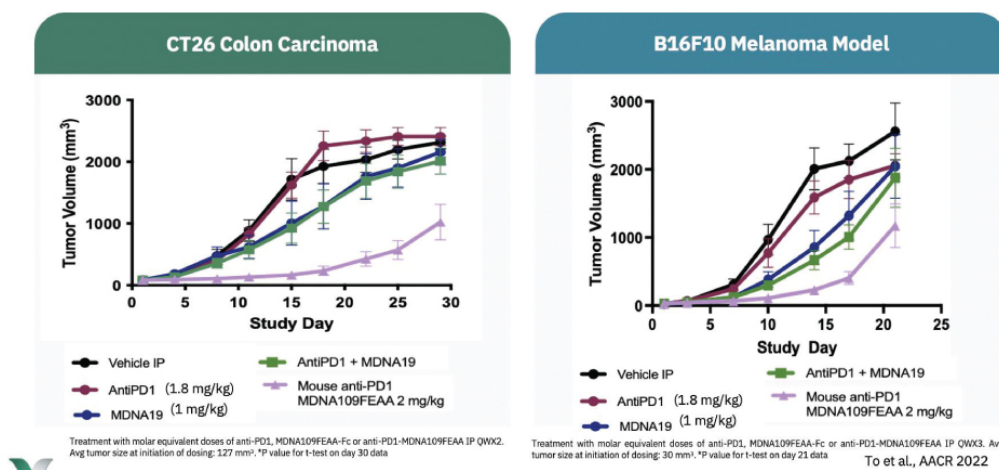 CT26 Colon Carcinoma
Tumor Volume (mm³)
3000
2000
1000
0
0 5 10 15 20 25 30
Study Day
Vehicle IP
AntiPD1 (1.8 mg/kg)
MDNA19 (1 mg/kg)
AntiPD1 + MDNA19
Mouse anti-PD1
MDNA109FEAA 2 mg/kg
Treatment with molar equivalent doses of anti-PD1, MDNA109FEAA-Fc or anti-PD1-MDNA109FEAA IP QWX2.
Avg tumor size at initiation of dosing: 127 mm³. *P value for t-test on day 30 data
B16F10 Melanoma Model
Tumor Volume (mm³)
3000
2000
1000
0
0 5 10 15 20 25
Study Day
Vehicle IP
AntiPD1 (1.8 mg/kg)
MDNA19 (1 mg/kg)
AntiPD1 + MDNA19
Mouse anti-PD1
MDNA109FEAA 2 mg/kg
Treatment with molar equivalent doses of anti-PD1, MDNA109FEAA-Fc or anti-PD1-MDNA109FEAA IP QWX3. Av
tumor size at initiation of dosing: 30 mm³. *P value for t-test on day 21 data
To et al., AACR 2022